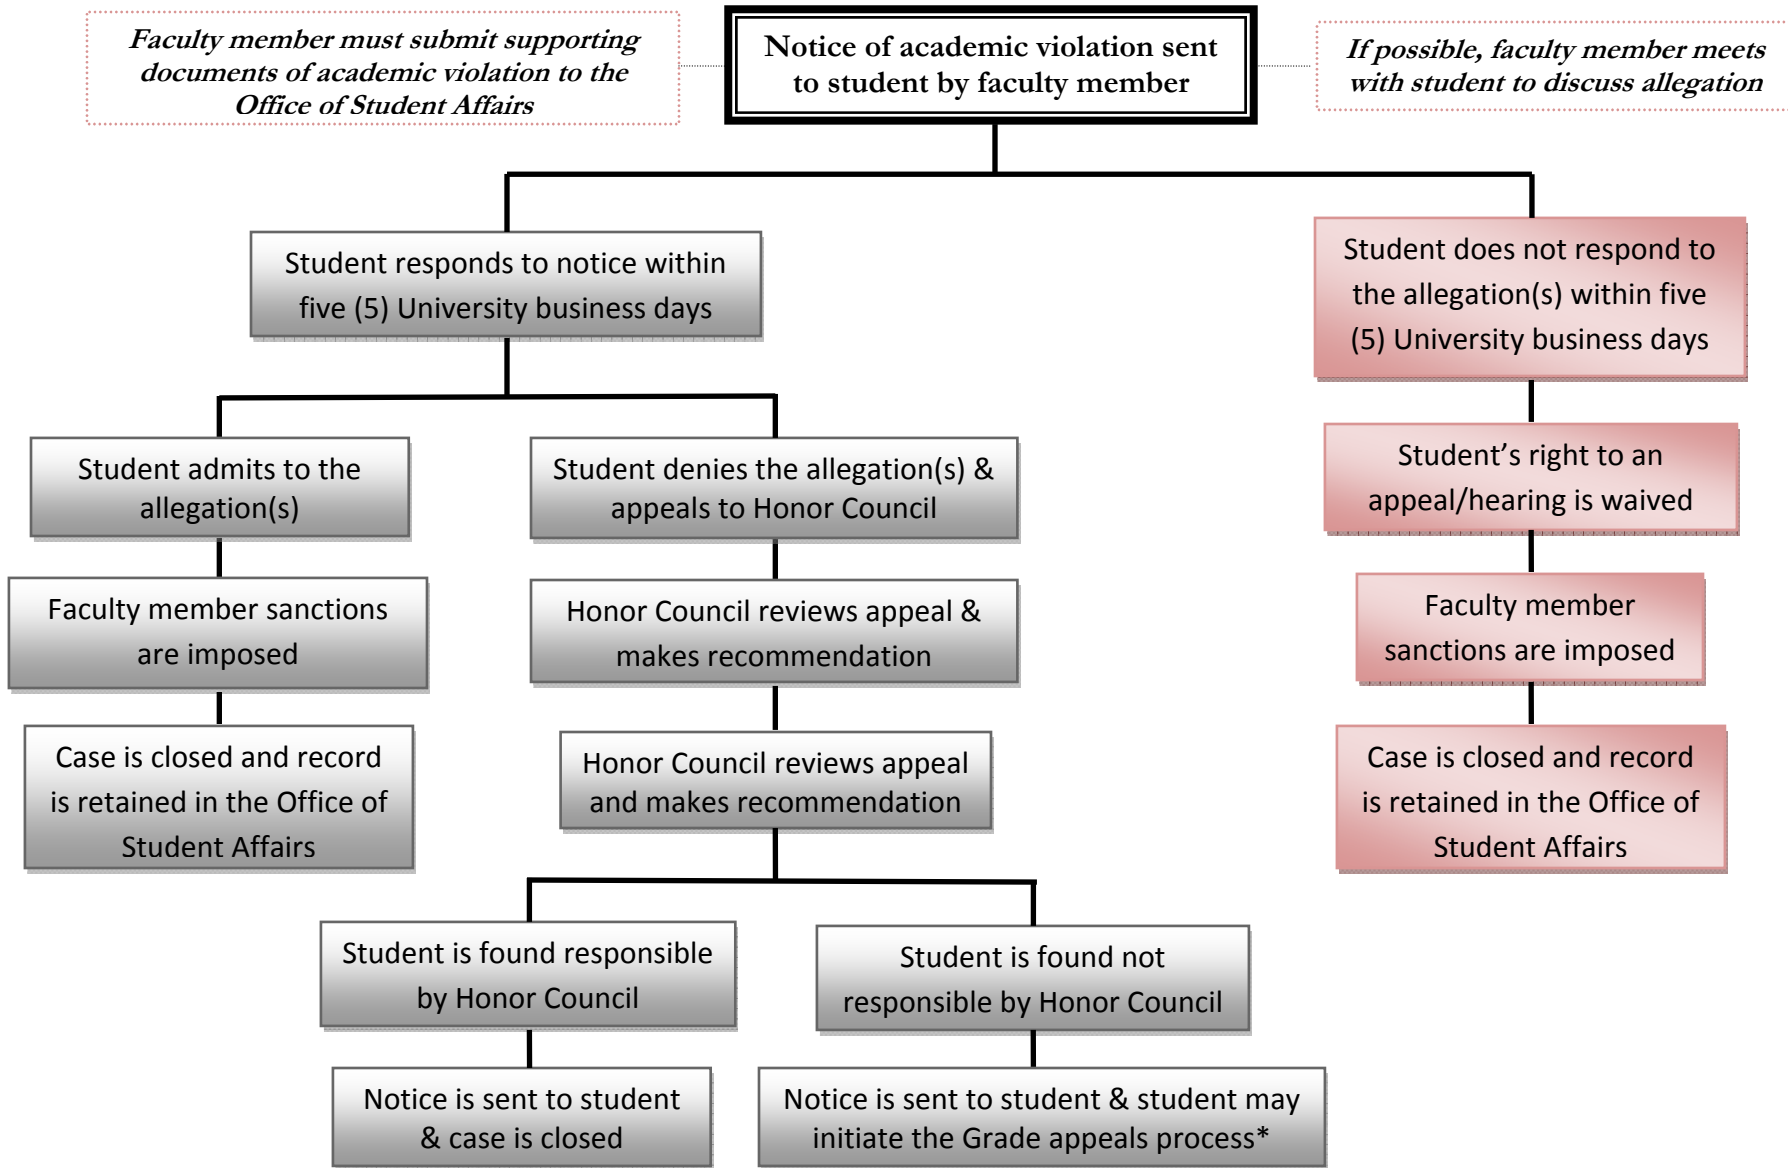 Faculty member must submit supporting
documents of academic violation to the
Office of Student Affairs
Notice of academic violation sent
to student by faculty member
If possible, faculty member meets
with student to discuss allegation
Student responds to notice within
five (5) University business days
Student does not respond to
the allegation(s) within five
(5) University business days
Student admits to the
allegation(s)
Student denies the allegation(s) &
appeals to Honor Council
Student’s right to an
appeal/hearing is waived
Faculty member sanctions
are imposed
Honor Council reviews appeal &
makes recommendation
Faculty member
sanctions are imposed
Case is closed and record
is retained in the Office of
Student Affairs
Honor Council reviews appeal
and makes recommendation
Case is closed and record
is retained in the Office of
Student Affairs
Student is found responsible
by Honor Council
Student is found not
responsible by Honor Council
Notice is sent to student
& case is closed
Notice is sent to student & student may
initiate the Grade appeals process*